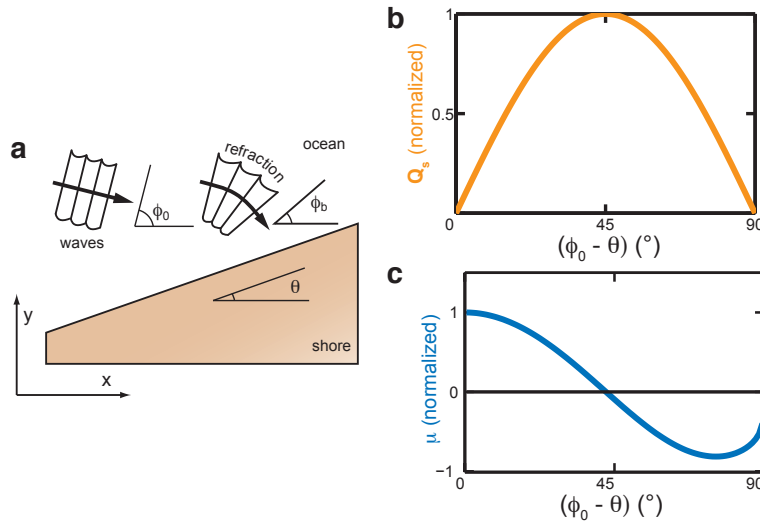 a
waves
ϕ0
refraction
ocean
ϕb
θ
shore
y
x
b
Qs (normalized)
1
0.5
0
45
90
(ϕ0 - θ) (°)
c
μ (normalized)
1
0
−1
0
45
90
(ϕ0 - θ) (°)